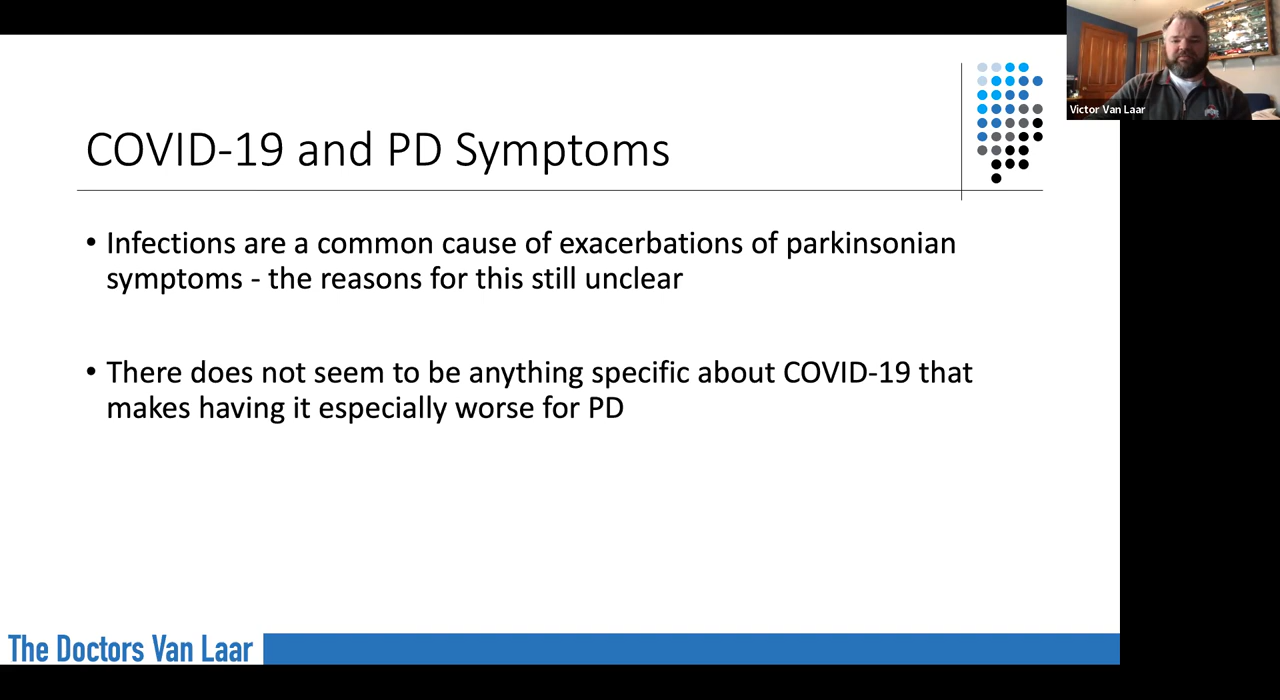 Victor Van Laar
COVID-19 and PD Symptoms
• Infections are a common cause of exacerbations of parkinsonian
symptoms - the reasons for this still unclear
• There does not seem to be anything specific about COVID-19 that
makes having it especially worse for PD
The Doctors Van Laar